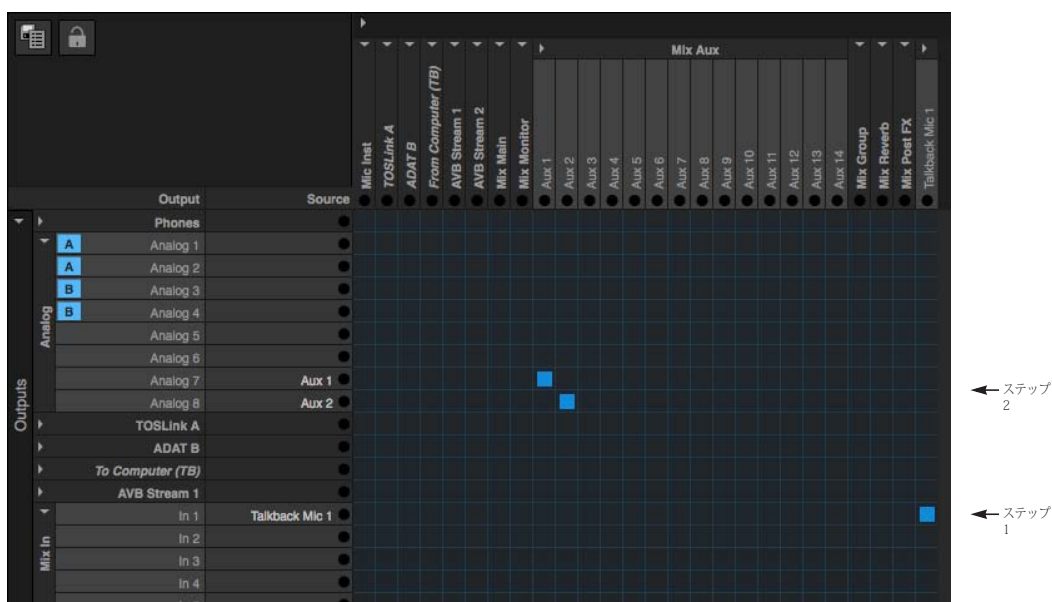 Mix Aux
Mic Inst
TOSLink A
ADAT B
From Computer (TB)
AVB Stream 1
AVB Stream 2
Mix Main
Mix Monitor
Aux 1
Aux 2
Aux 3
Aux 4
Aux 5
Aux 6
Aux 7
Aux 8
Aux 9
Aux 10
Aux 11
Aux 12
Aux 13
Aux 14
Mix Group
Mix Reverb
Mix Post FX
Talkback Mic 1
Output Source
Outputs
Phones
Analog
A Analog 1
A Analog 2
B Analog 3
B Analog 4
Analog 5
Analog 6
Analog 7 Aux 1
Analog 8 Aux 2
ステップ
2
TOSLink A
ADAT B
To Computer (TB)
AVB Stream 1
Mix In
In 1 Talkback Mic 1
ステップ
1
In 2
In 3
In 4